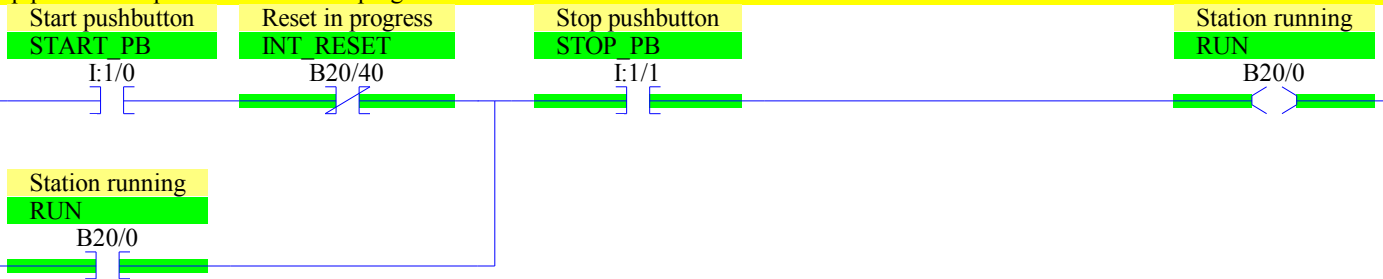 Start pushbutton Reset in progress Stop pushbutton Station running
START_PB INT_RESET STOP_PB RUN
I:1/0 B20/40 I:1/1 B20/0
Station running
RUN
B20/0